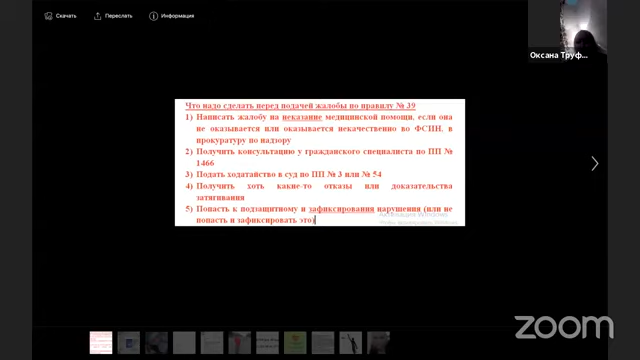 Скачать Переслать Информация
Оксана Труф...
Что надо сделать перед подачей жалобы по правилу № 39
1) Написать жалобу на неказание медицинской помощи, если она
не оказывается или оказывается некачественно во ФСИН, в
прокуратуру по надзору
2) Получить консультацию у гражданского специалиста по ПП №
1466
3) Подать ходатайство в суд по ПП № 3 или № 54
4) Получить хоть какие-то отказы или доказательства
затягивания
5) Попасть к подзащитному и зафиксирования нарушения (или не
попасть и зафиксировать это)
Активация Windows
zoom